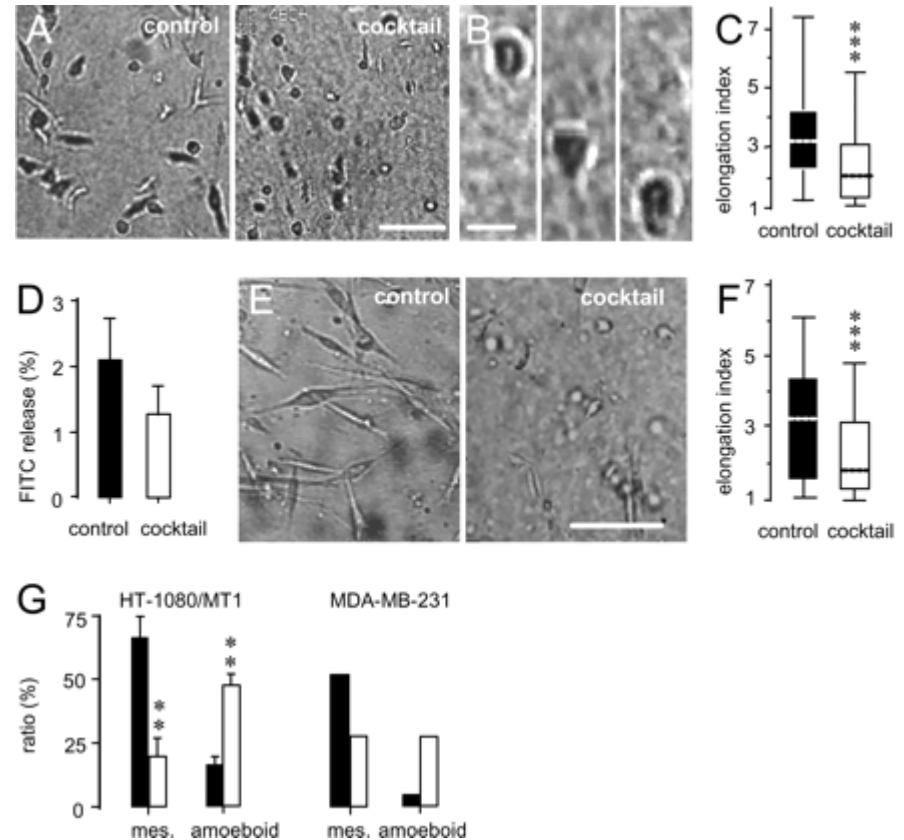 A control cocktail
B
C
elongation index
7
5
3
1
***
control cocktail
D
FITC release (%)
3
2
1
0
control cocktail
E control cocktail
F
elongation index
7
5
3
1
***
control cocktail
G
HT-1080/MT1 MDA-MB-231
ratio (%)
75
50
25
0
**
**
mes. amoeboid mes. amoeboid